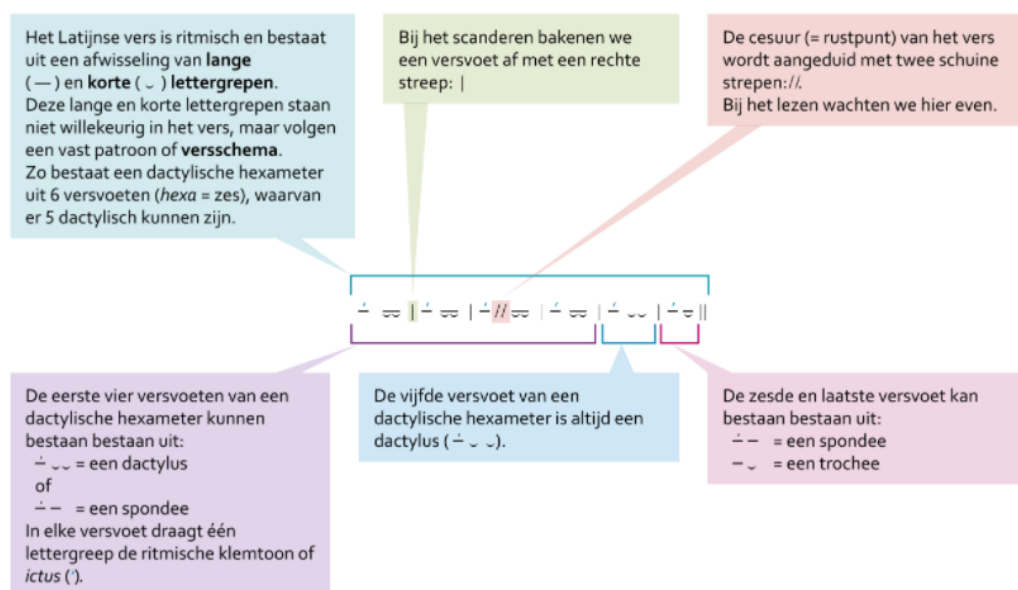 Het Latijnse vers is ritmisch en bestaat
uit een afwisseling van lange
( — ) en korte ( ⏑ ) lettergrepen.
Deze lange en korte lettergrepen staan
niet willekeurig in het vers, maar volgen
een vast patroon of versschema.
Zo bestaat een dactylische hexameter
uit 6 versvoeten (hexa = zes), waarvan
er 5 dactylisch kunnen zijn.
Bij het scanderen bakenen we
een versvoet af met een rechte
streep: |
De cesuur (= rustpunt) van het vers
wordt aangeduid met twee schuine
strepen://.
Bij het lezen wachten we hier even.
–́ ⏔ | –́ ⏔ | –́ // ⏔ | –́ ⏔ | –́ ⏑⏑ | –́ ⏒ ||
De eerste vier versvoeten van een
dactylische hexameter kunnen
bestaan bestaan uit:
–́ ⏑⏑ = een dactylus
of
–́ – = een spondee
In elke versvoet draagt één
lettergreep de ritmische klemtoon of
ictus (′).
De vijfde versvoet van een
dactylische hexameter is altijd een
dactylus ( –́ ⏑ ⏑ ).
De zesde en laatste versvoet kan
bestaan bestaan uit:
–́ – = een spondee
– ⏑ = een trochee